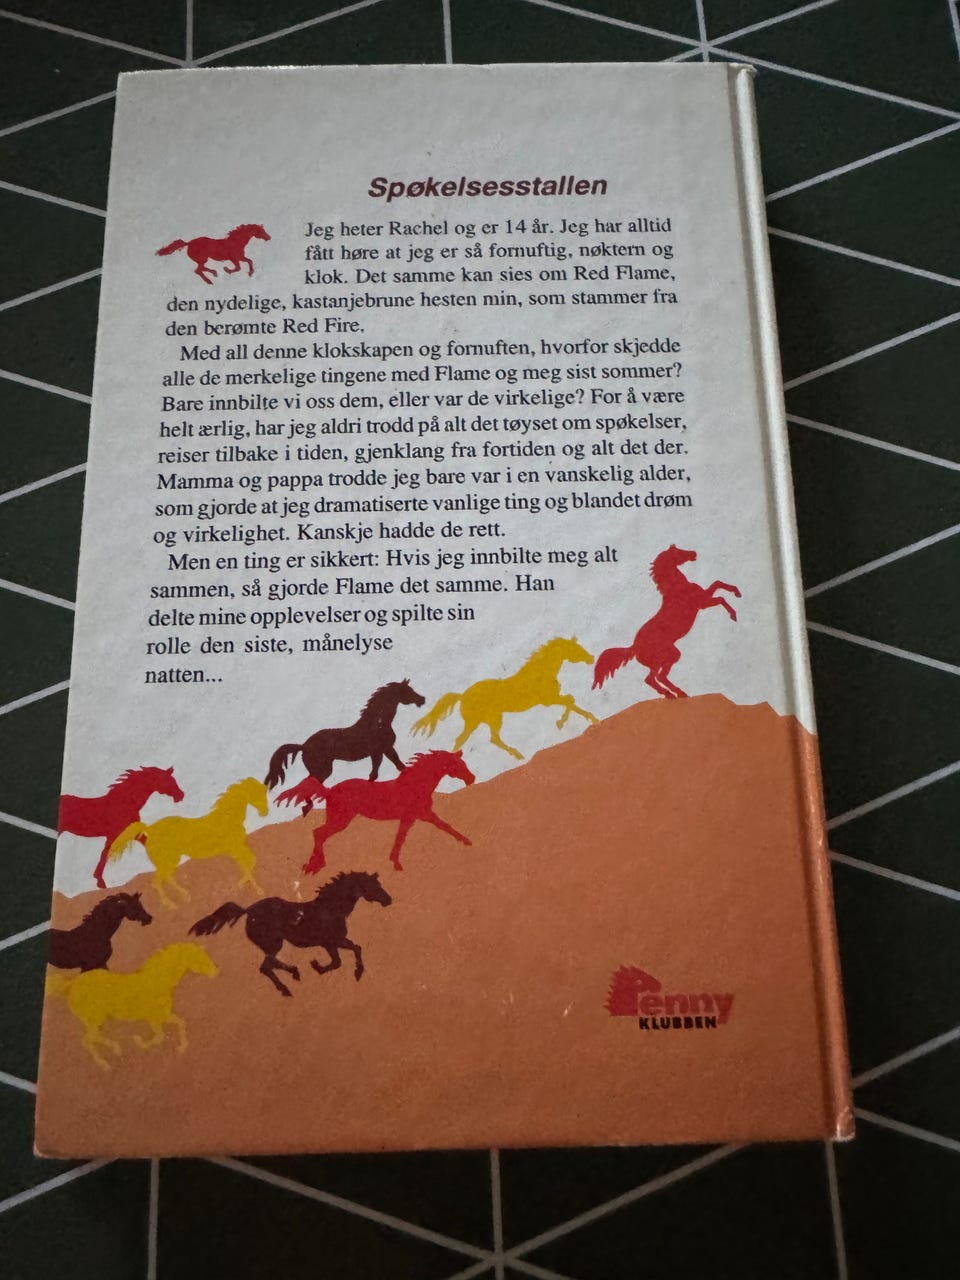 Spøkelsesstallen
Jeg heter Rachel og er 14 år. Jeg har alltid
fått høre at jeg er så fornuftig, nøktern og
klok. Det samme kan sies om Red Flame,
den nydelige, kastanjebrune hesten min, som stammer fra
den berømte Red Fire.
Med all denne klokskapen og fornuften, hvorfor skjedde
alle de merkelige tingene med Flame og meg sist sommer?
Bare innbilte vi oss dem, eller var de virkelige? For å være
helt ærlig, har jeg aldri trodd på alt det tøyset om spøkelser,
reiser tilbake i tiden, gjenklang fra fortiden og alt det der.
Mamma og pappa trodde jeg bare var i en vanskelig alder,
som gjorde at jeg dramatiserte vanlige ting og blandet drøm
og virkelighet. Kanskje hadde de rett.
Men en ting er sikkert: Hvis jeg innbilte meg alt
sammen, så gjorde Flame det samme. Han
delte mine opplevelser og spilte sin
rolle den siste, månelyse
natten...
Penny
KLUBBEN